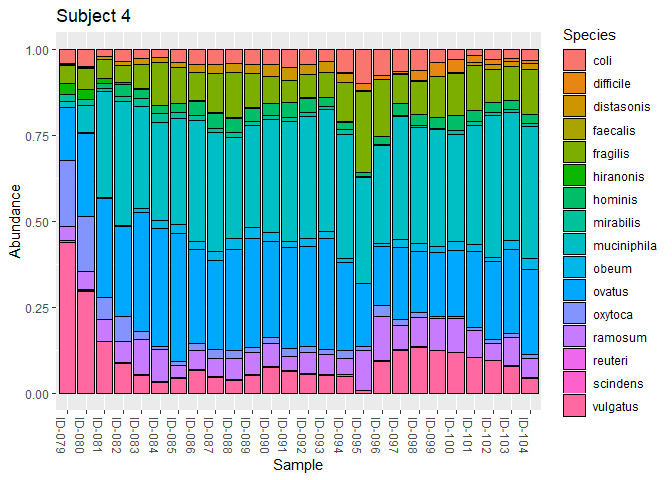 Subject 4
Abundance
1.00
0.75
0.50
0.25
0.00
ID-079
ID-080
ID-081
ID-082
ID-083
ID-084
ID-085
ID-086
ID-087
ID-088
ID-089
ID-090
ID-091
ID-092
ID-093
ID-094
ID-095
ID-096
ID-097
ID-098
ID-099
ID-100
ID-101
ID-102
ID-103
ID-104
Sample
Species
coli
difficile
distasonis
faecalis
fragilis
hiranonis
hominis
mirabilis
muciniphila
obeum
ovatus
oxytoca
ramosum
reuteri
scindens
vulgatus